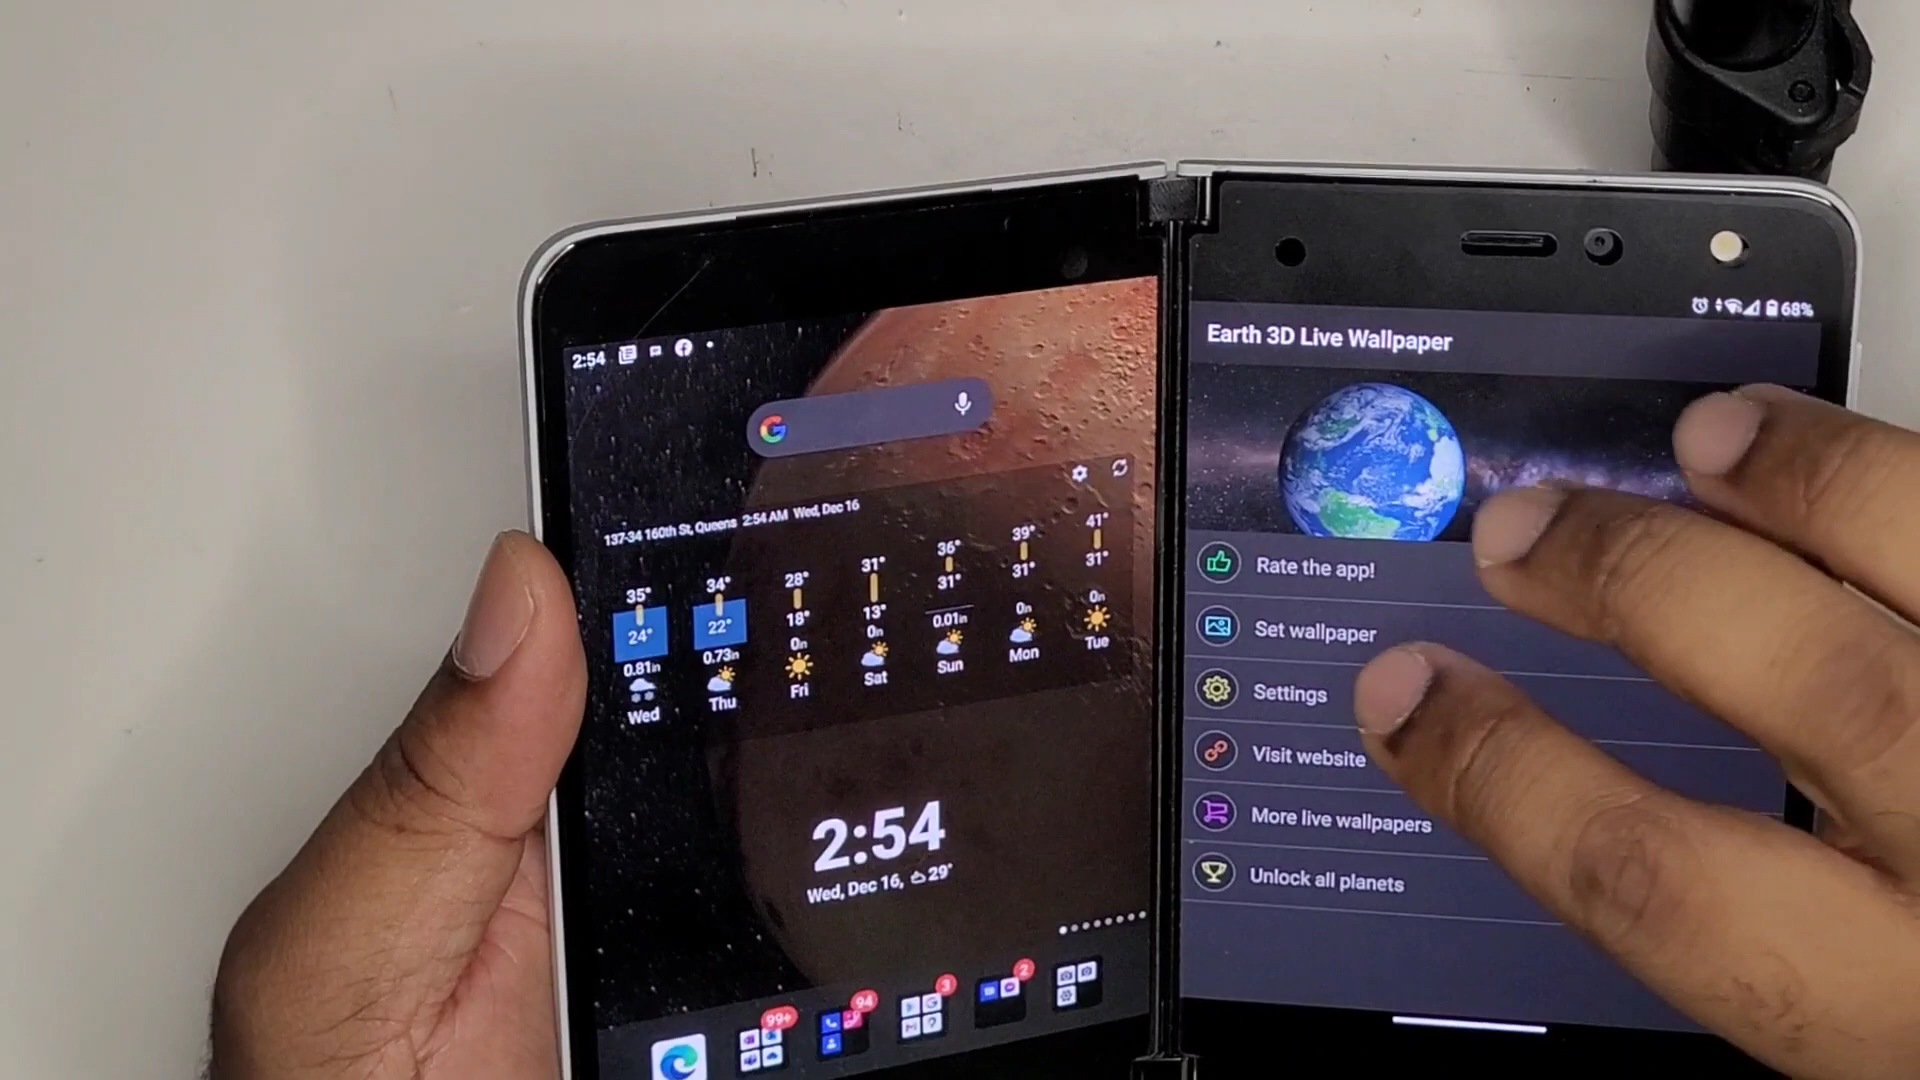 2:54
137-34 160th St, Queens 2:54 AM Wed, Dec 16
35° 34° 28° 31° 36° 39° 41°
24° 22° 18° 13° 31° 31° 31°
0.81in 0.73in 0in 0in 0.01in 0in 0in
Wed Thu Fri Sat Sun Mon Tue
2:54
Wed, Dec 16, 29°
99+ 94 3 2
68%
Earth 3D Live Wallpaper
Rate the app!
Set wallpaper
Settings
Visit website
More live wallpapers
Unlock all planets